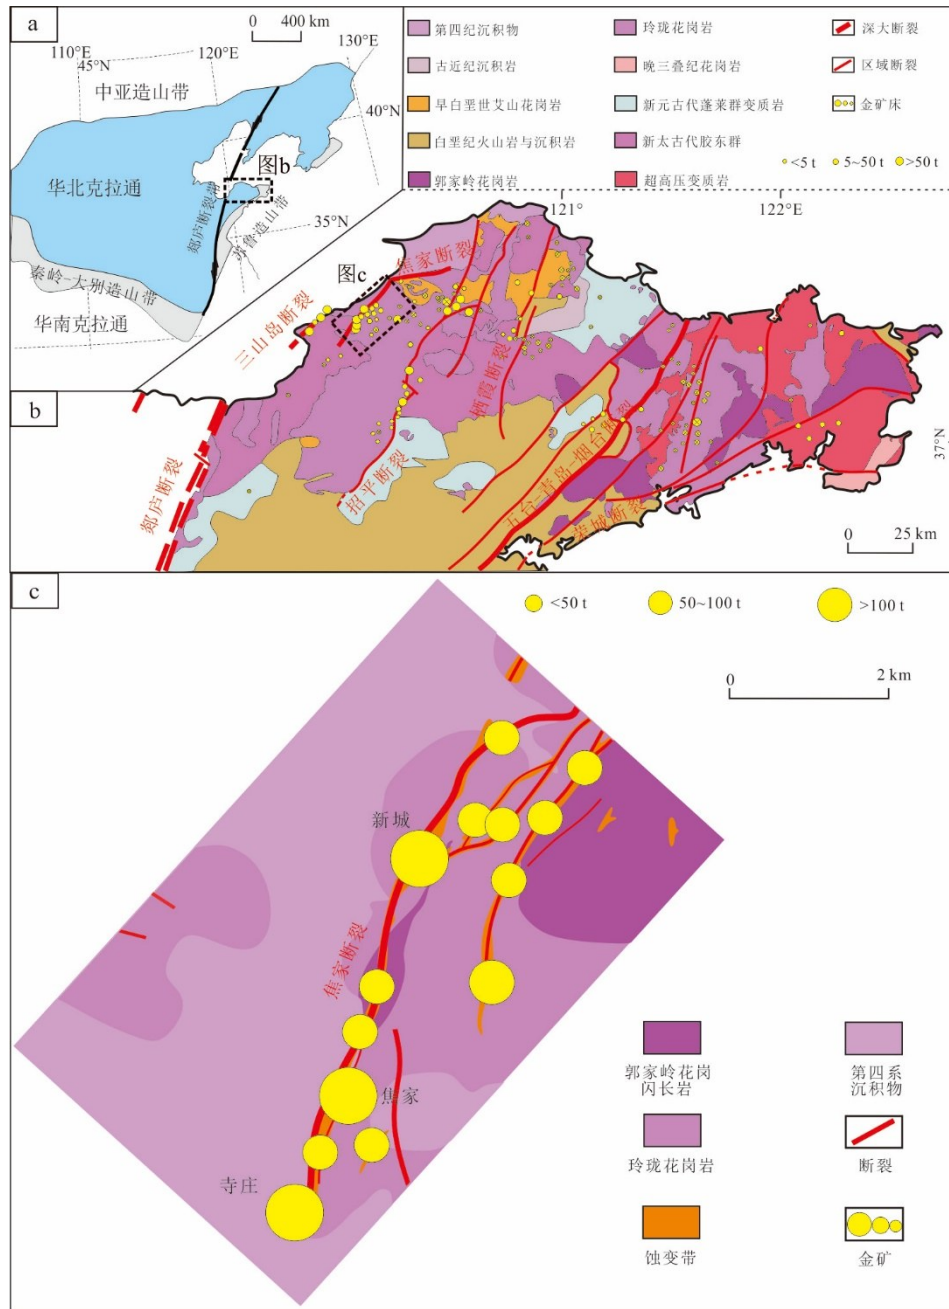 a
0 400 km
110°E
120°E
130°E
45°N
40°N
35°N
中亚造山带
华北克拉通
图b
郯庐断裂带
苏鲁造山带
秦岭-大别造山带
华南克拉通
第四纪沉积物
玲珑花岗岩
深大断裂
古近纪沉积岩
晚三叠纪花岗岩
区域断裂
早白垩世艾山花岗岩
新元古代蓬莱群变质岩
金矿床
白垩纪火山岩与沉积岩
新太古代胶东群
<5 t
5~50 t
>50 t
郭家岭花岗岩
超高压变质岩
b
121°
122°E
37°N
图c
焦家断裂
三山岛断裂
栖霞断裂
招平断裂
郯庐断裂
五台-青岛-烟台断裂
荣城断裂
0 25 km
c
<50 t
50~100 t
>100 t
0 2 km
新城
焦家断裂
焦家
寺庄
郭家岭花岗
闪长岩
第四系
沉积物
玲珑花岗岩
断裂
蚀变带
金矿